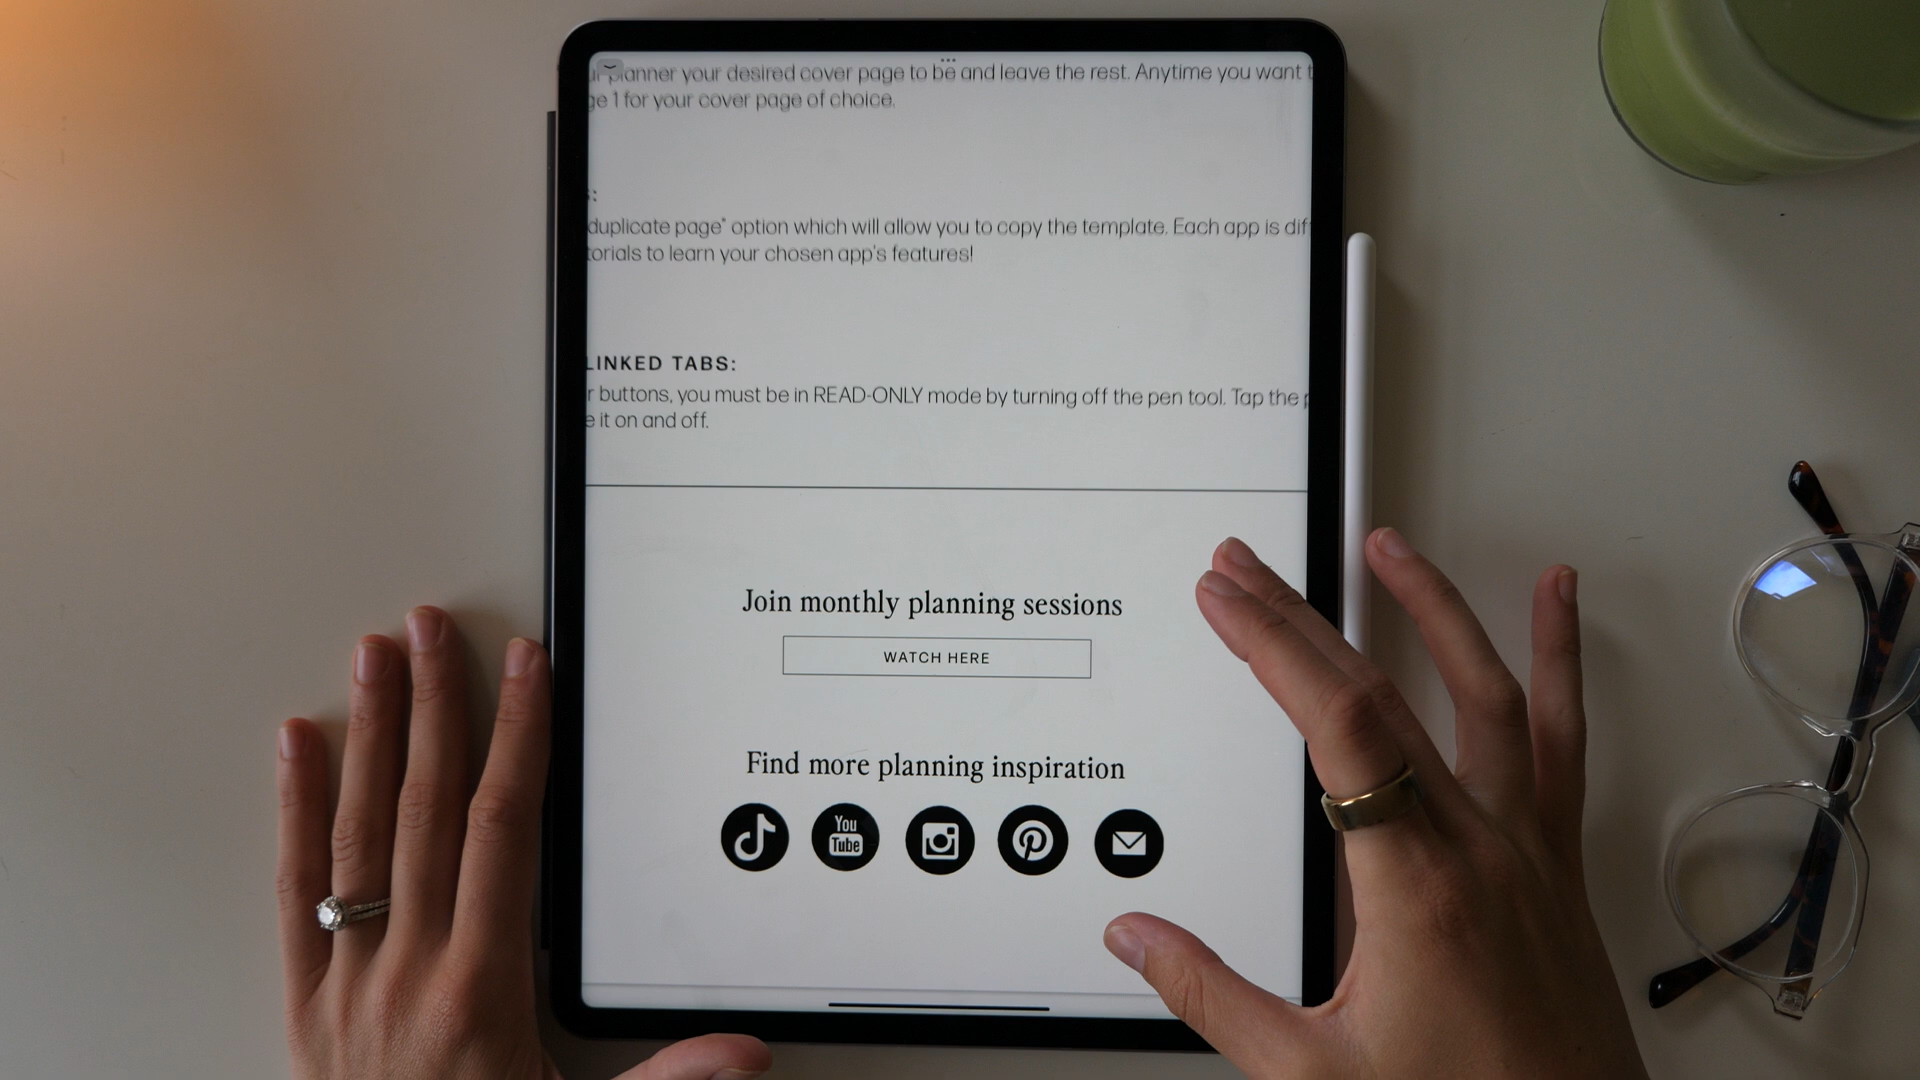 planner your desired cover page to be and leave the rest. Anytime you want
1 for your cover page of choice.
duplicate page" option which will allow you to copy the template. Each app is
to learn your chosen app's features!
LINKED TABS:
buttons, you must be in READ-ONLY mode by turning off the pen tool. Tap the
it on and off.
Join monthly planning sessions
WATCH HERE
Find more planning inspiration
You
Tube